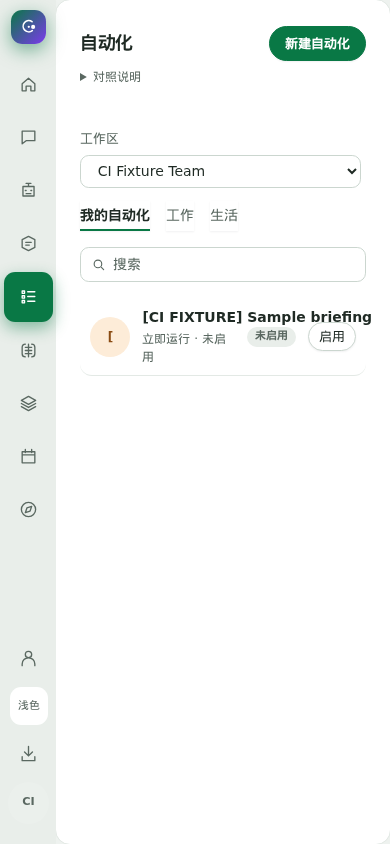 自动化
新建自动化
▶ 对照说明
工作区
CI Fixture Team
我的自动化 工作 生活
搜索
[
[CI FIXTURE] Sample briefing
立即运行 · 未启用
未启用
启用
浅色
CI